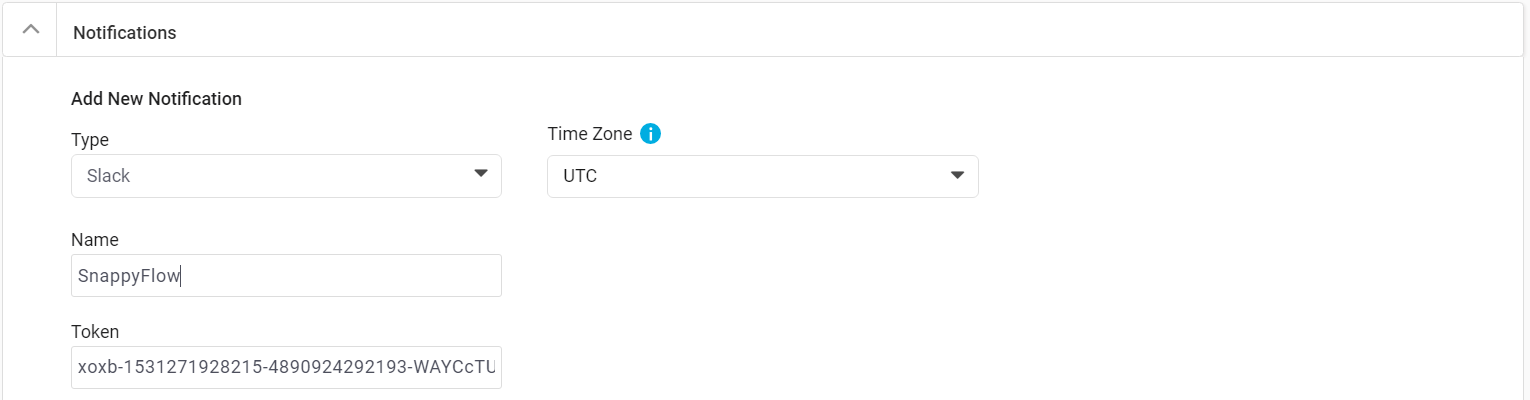 Notifications
Add New Notification
Type
Time Zone
Slack
UTC
Name
SnappyFlow
Token
xoxb-1531271928215-4890924292193-WAYCcTU